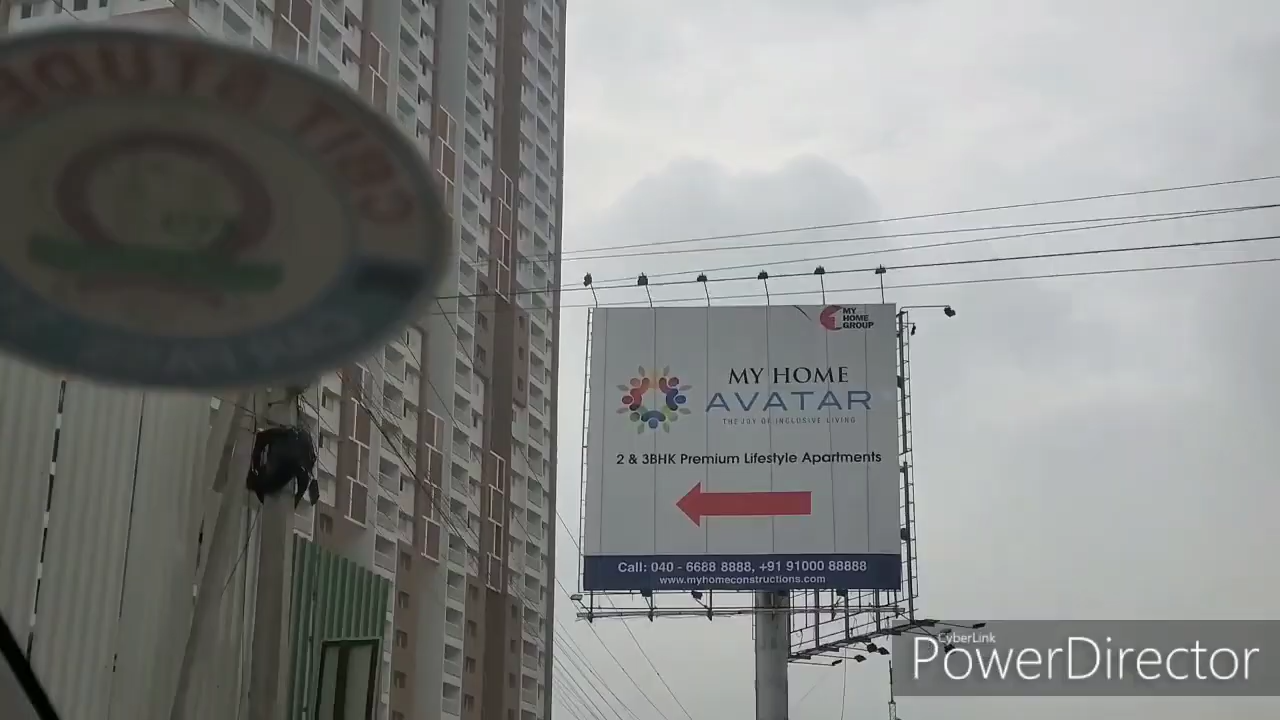 MY
HOME
GROUP
MY HOME
AVATAR
THE JOY OF INCLUSIVE LIVING
2 & 3BHK Premium Lifestyle Apartments
Call: 040 - 6688 8888, +91 91000 88888
www.myhomeconstructions.com
CyberLink
PowerDirector